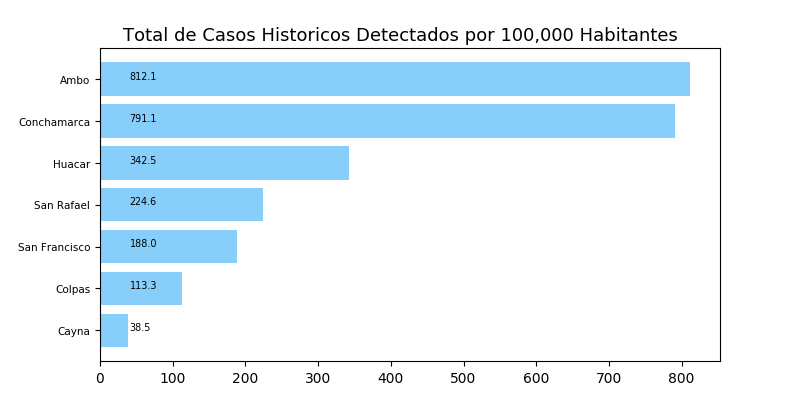 Total de Casos Historicos Detectados por 100,000 Habitantes
Ambo 812.1
Conchamarca 791.1
Huacar 342.5
San Rafael 224.6
San Francisco 188.0
Colpas 113.3
Cayna 38.5
0 100 200 300 400 500 600 700 800